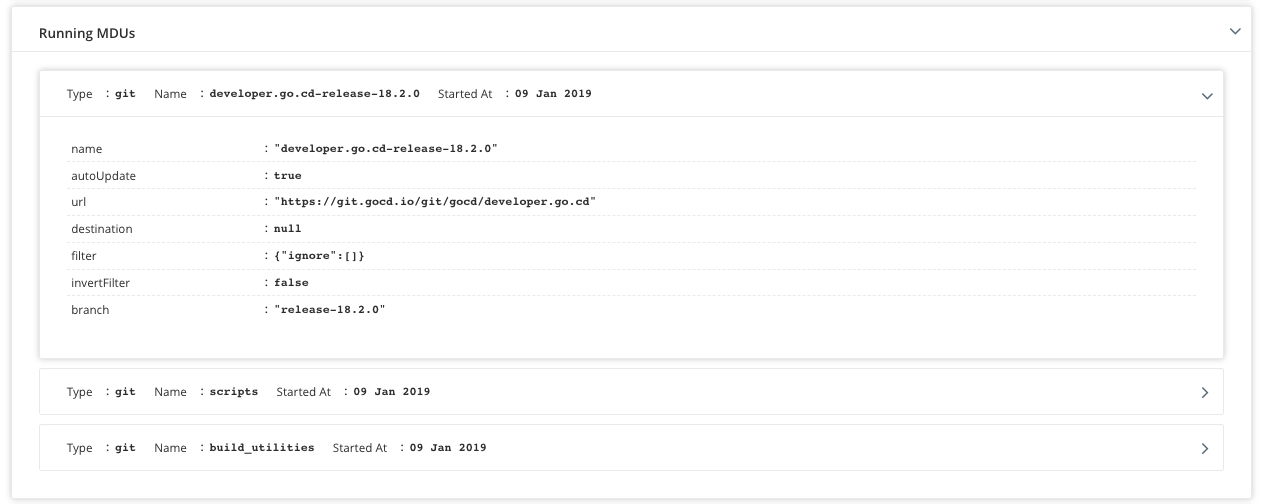 Running MDUs
Type : git Name : developer.go.cd-release-18.2.0 Started At : 09 Jan 2019
name : "developer.go.cd-release-18.2.0"
autoUpdate : true
url : "https://git.gocd.io/git/gocd/developer.go.cd"
destination : null
filter : {"ignore":[]}
invertFilter : false
branch : "release-18.2.0"
Type : git Name : scripts Started At : 09 Jan 2019
Type : git Name : build_utilities Started At : 09 Jan 2019